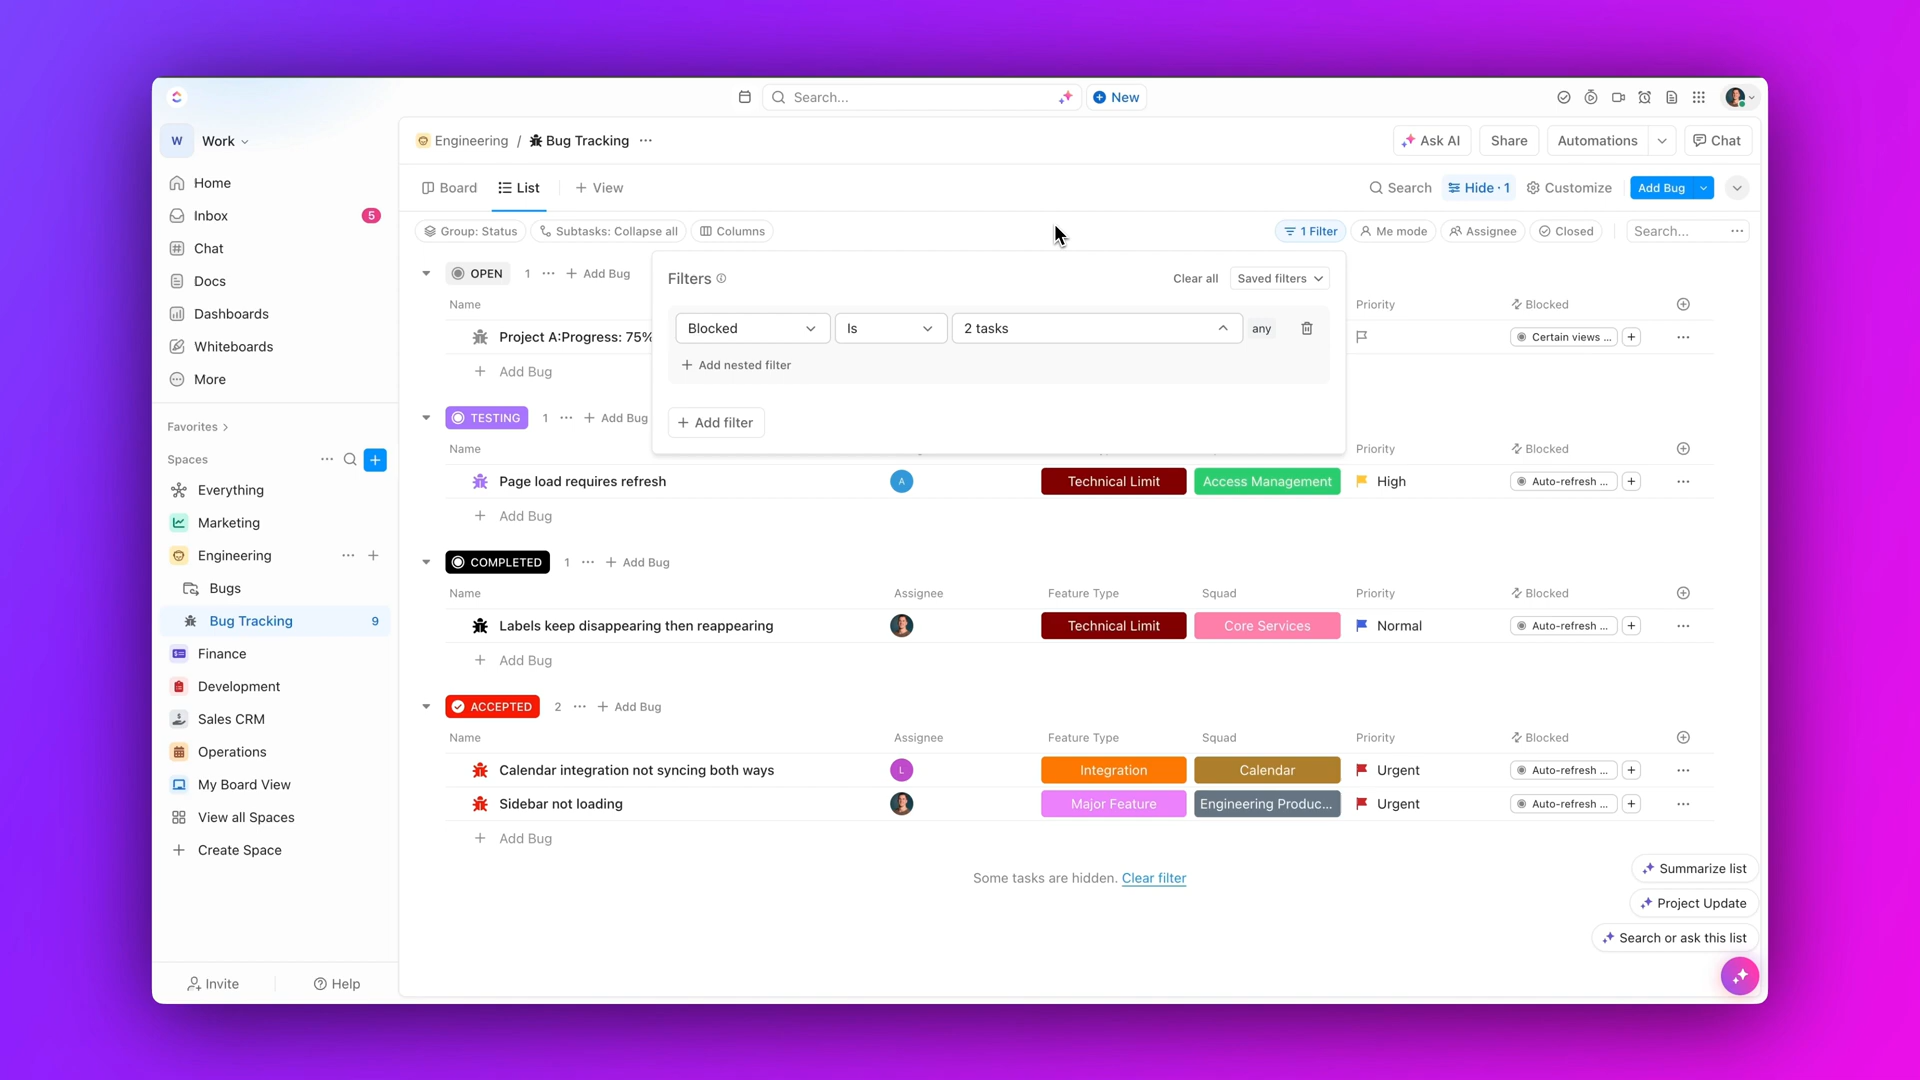 Search...
New
W
Work
Home
Inbox
5
Chat
Docs
Dashboards
Whiteboards
More
Favorites
Spaces
Everything
Marketing
Engineering
Bugs
Bug Tracking
9
Finance
Development
Sales CRM
Operations
My Board View
View all Spaces
Create Space
Invite
Help
Engineering / Bug Tracking
Ask AI
Share
Automations
Chat
Board
List
View
Search
Hide · 1
Customize
Add Bug
Group: Status
Subtasks: Collapse all
Columns
1 Filter
Me mode
Assignee
Closed
Search...
OPEN 1 Add Bug
Filters
Clear all
Saved filters
Blocked
Is
2 tasks
any
Add nested filter
Add filter
Name
Priority
Blocked
Project A:Progress: 75%
Certain views ...
Add Bug
TESTING 1 Add Bug
Name
Priority
Blocked
Page load requires refresh
A
Technical Limit
Access Management
High
Auto-refresh ...
Add Bug
COMPLETED 1 Add Bug
Name
Assignee
Feature Type
Squad
Priority
Blocked
Labels keep disappearing then reappearing
Technical Limit
Core Services
Normal
Auto-refresh ...
Add Bug
ACCEPTED 2 Add Bug
Name
Assignee
Feature Type
Squad
Priority
Blocked
Calendar integration not syncing both ways
L
Integration
Calendar
Urgent
Auto-refresh ...
Sidebar not loading
Major Feature
Engineering Produc...
Urgent
Auto-refresh ...
Add Bug
Some tasks are hidden. Clear filter
Summarize list
Project Update
Search or ask this list